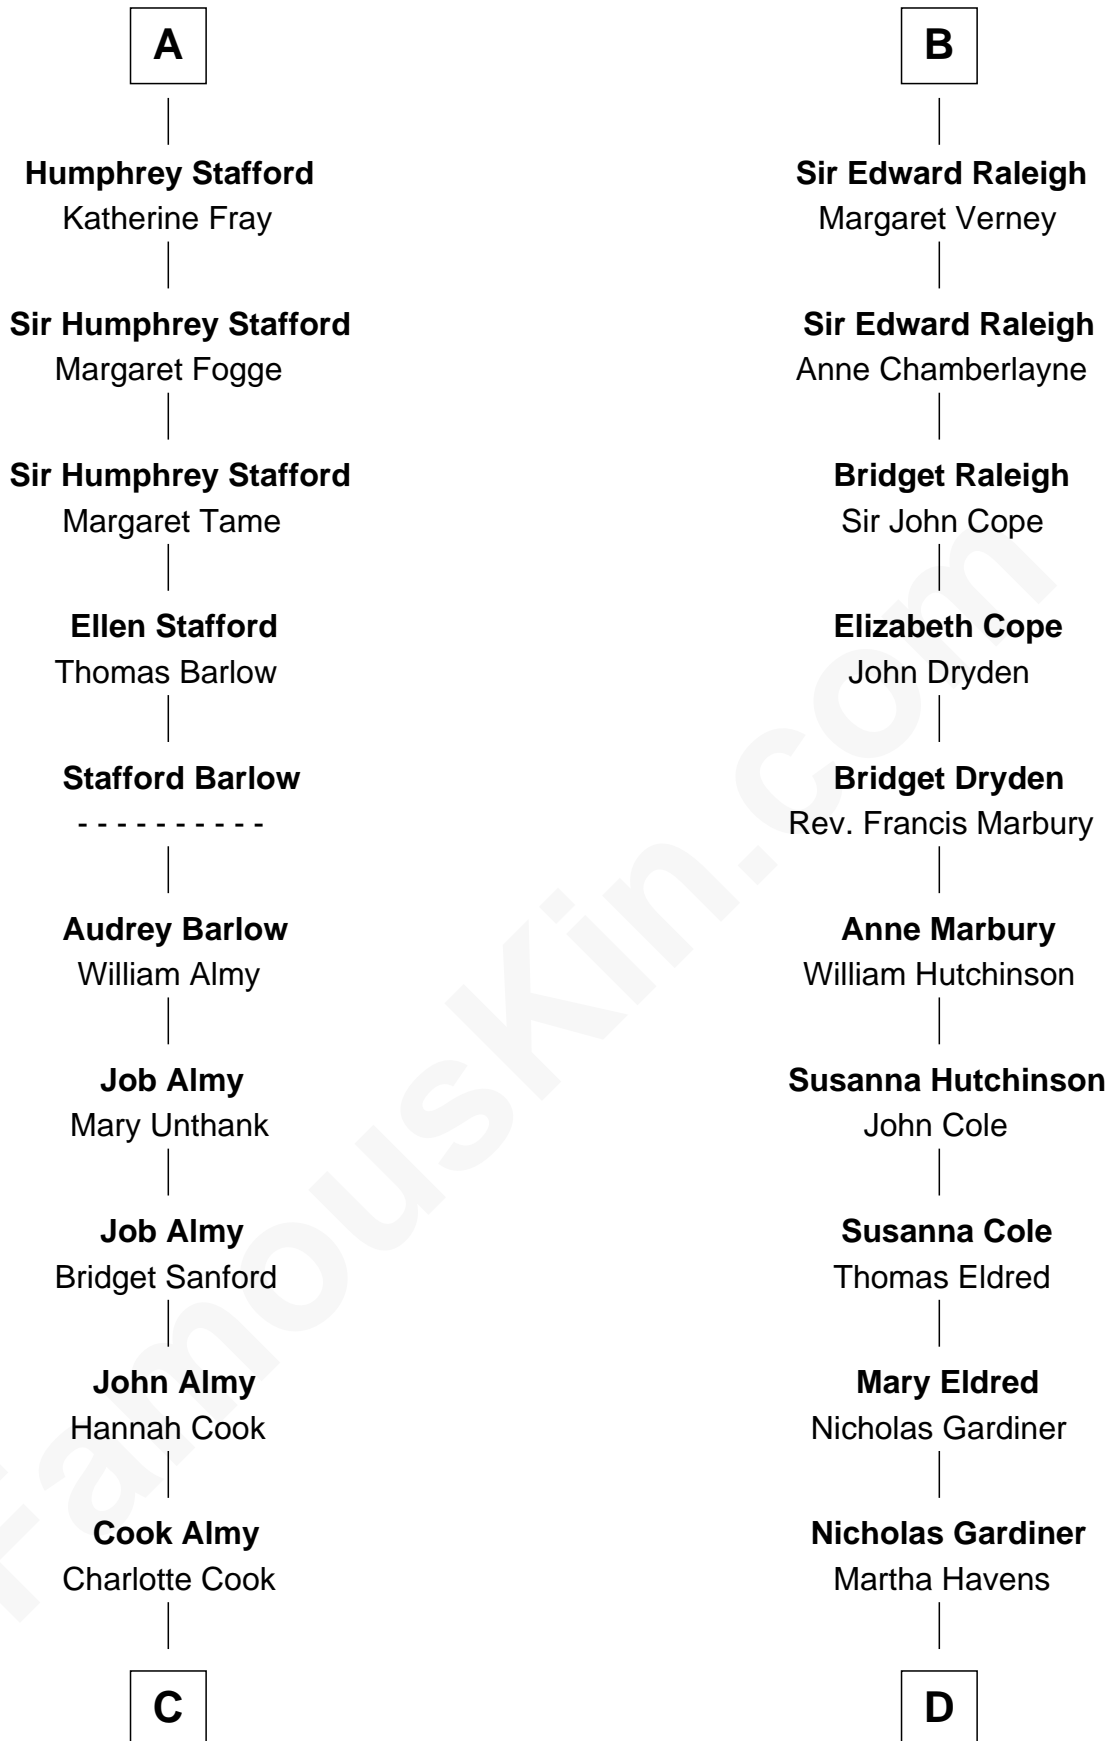 A
Humphrey Stafford
Katherine Fray
Sir Humphrey Stafford
Margaret Fogge
Sir Humphrey Stafford
Margaret Tame
Ellen Stafford
Thomas Barlow
Stafford Barlow
- - - - - - - - - -
Audrey Barlow
William Almy
Job Almy
Mary Unthank
Job Almy
Bridget Sanford
John Almy
Hannah Cook
Cook Almy
Charlotte Cook
C
B
Sir Edward Raleigh
Margaret Verney
Sir Edward Raleigh
Anne Chamberlayne
Bridget Raleigh
Sir John Cope
Elizabeth Cope
John Dryden
Bridget Dryden
Rev. Francis Marbury
Anne Marbury
William Hutchinson
Susanna Hutchinson
John Cole
Susanna Cole
Thomas Eldred
Mary Eldred
Nicholas Gardiner
Nicholas Gardiner
Martha Havens
D
FamousKin.com